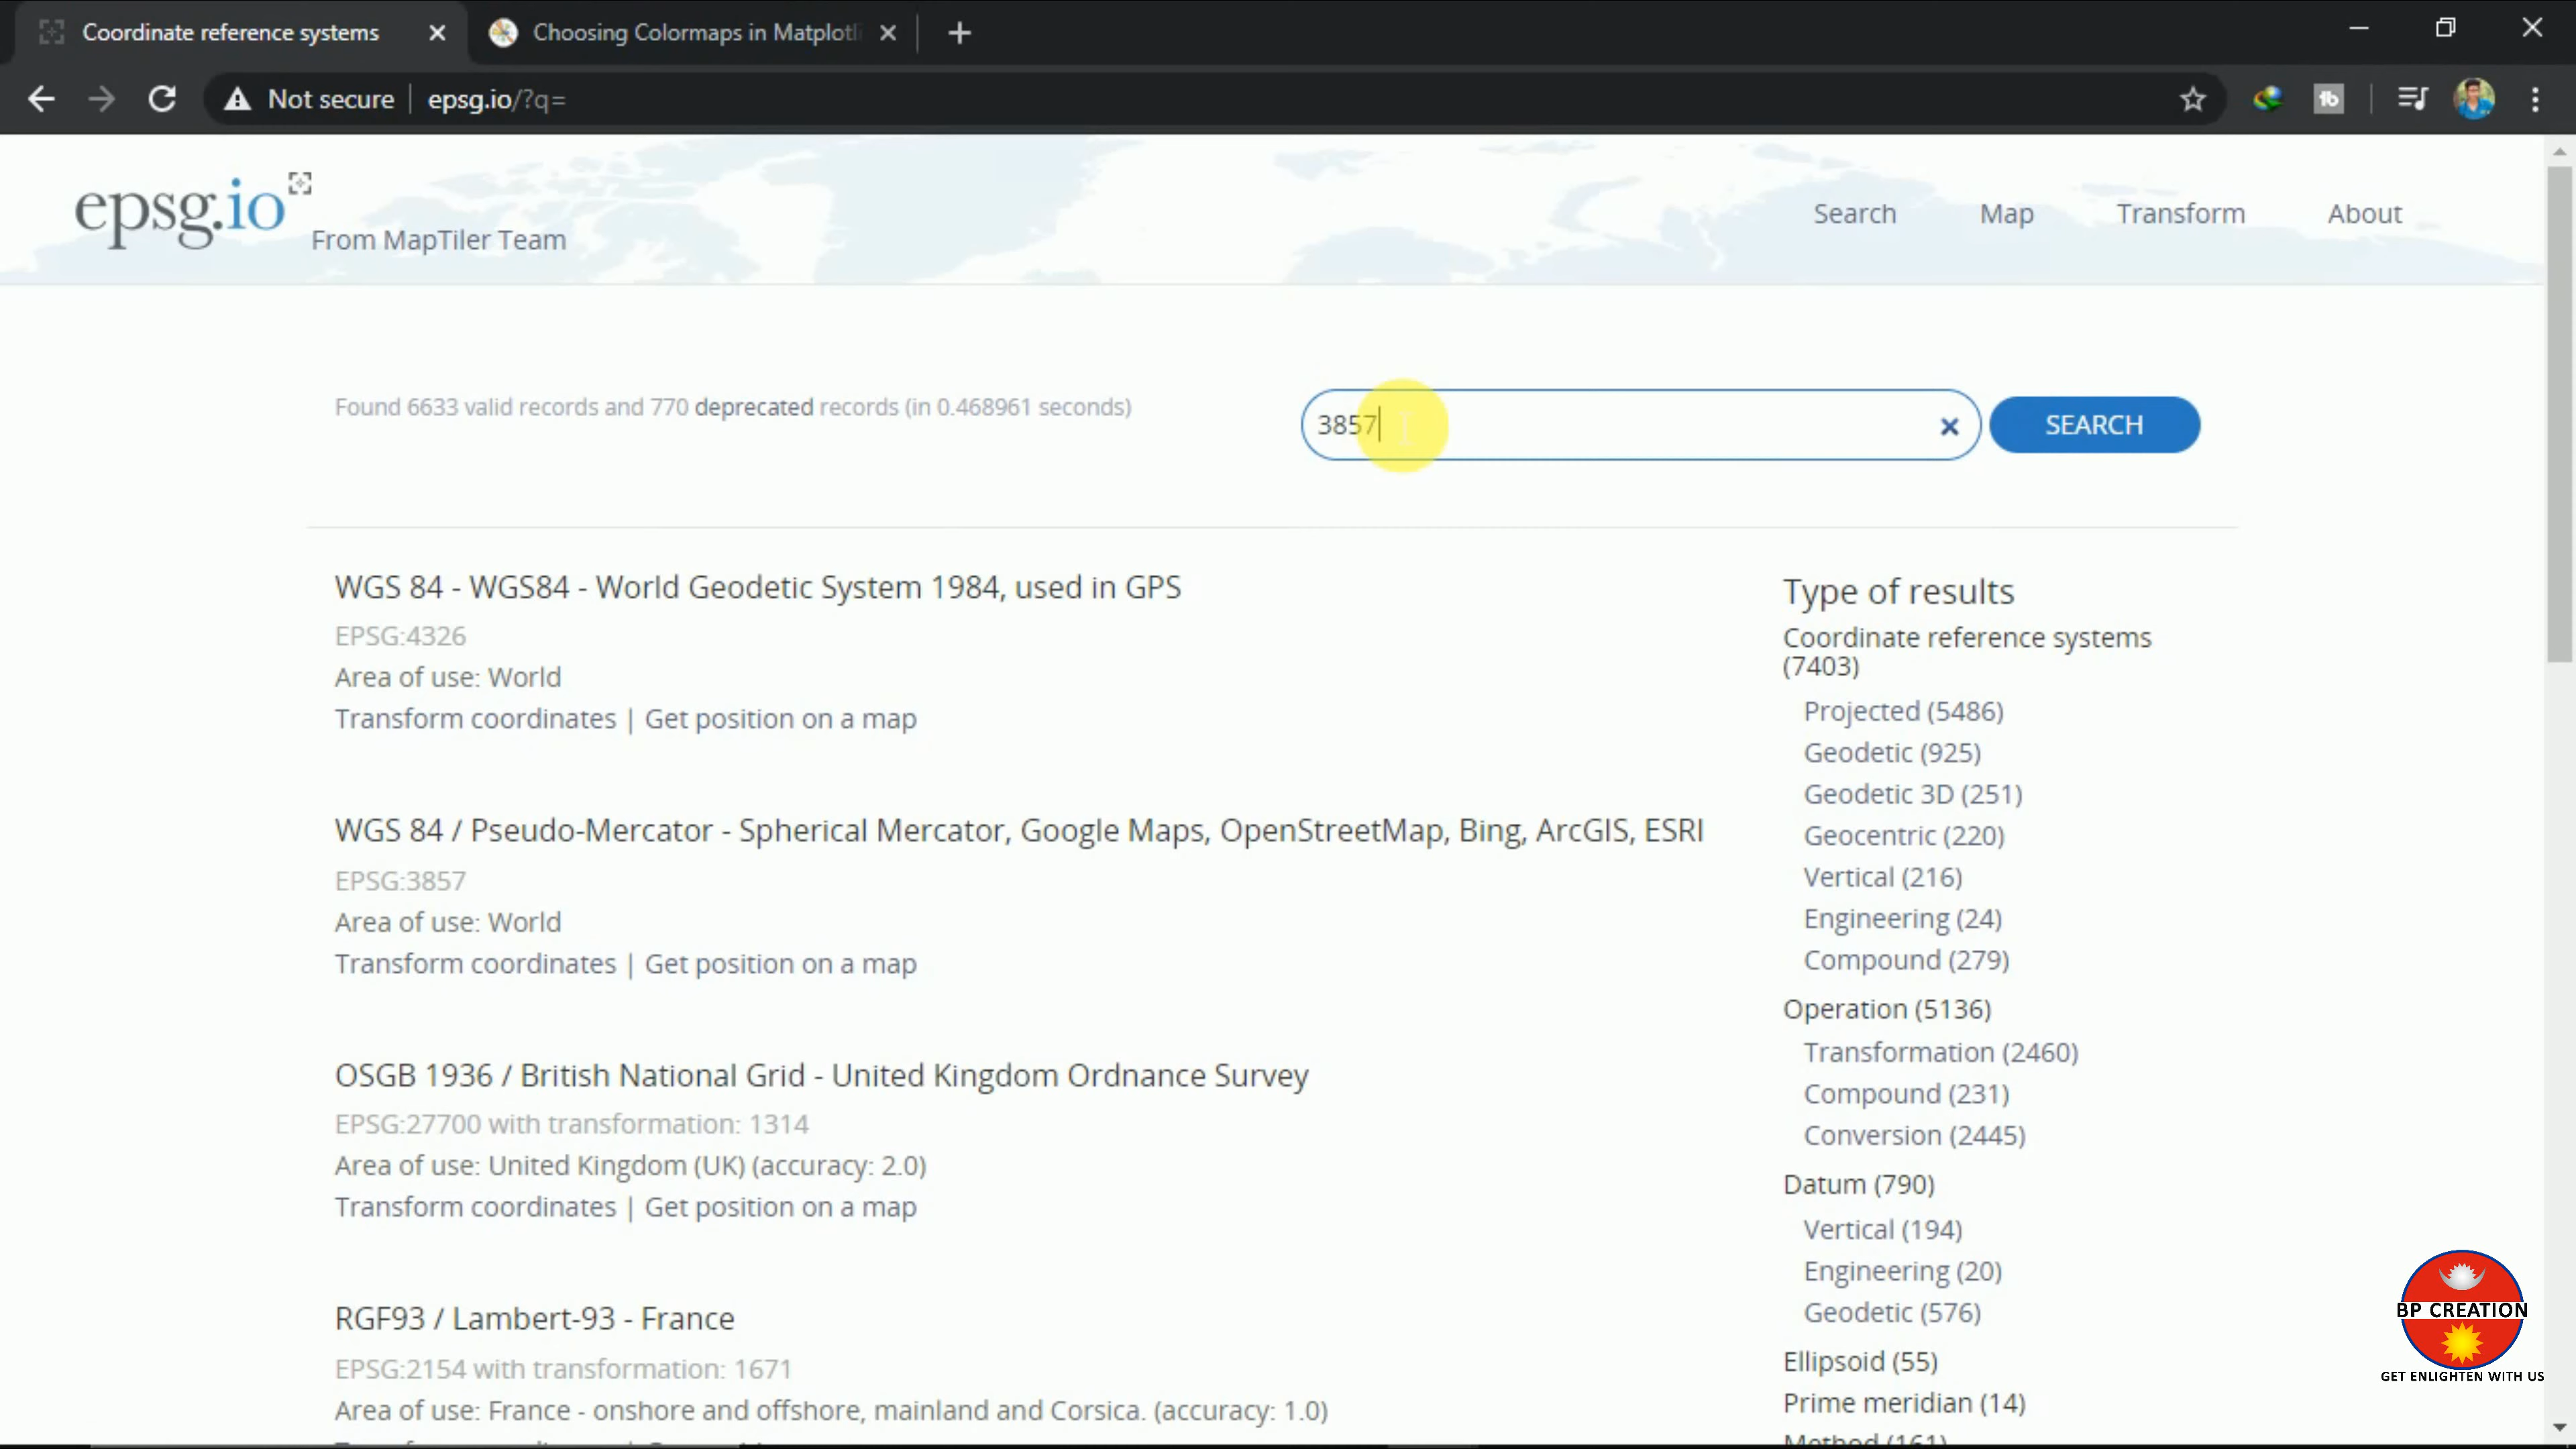 Coordinate reference systems
Choosing Colormaps in Matplotli
Not secure
epsg.io/?q=
epsg.io
From MapTiler Team
Search
Map
Transform
About
Found 6633 valid records and 770 deprecated records (in 0.468961 seconds)
3857
SEARCH
WGS 84 - WGS84 - World Geodetic System 1984, used in GPS
EPSG:4326
Area of use: World
Transform coordinates | Get position on a map
WGS 84 / Pseudo-Mercator - Spherical Mercator, Google Maps, OpenStreetMap, Bing, ArcGIS, ESRI
EPSG:3857
Area of use: World
Transform coordinates | Get position on a map
OSGB 1936 / British National Grid - United Kingdom Ordnance Survey
EPSG:27700 with transformation: 1314
Area of use: United Kingdom (UK) (accuracy: 2.0)
Transform coordinates | Get position on a map
RGF93 / Lambert-93 - France
EPSG:2154 with transformation: 1671
Area of use: France - onshore and offshore, mainland and Corsica. (accuracy: 1.0)
Type of results
Coordinate reference systems
(7403)
Projected (5486)
Geodetic (925)
Geodetic 3D (251)
Geocentric (220)
Vertical (216)
Engineering (24)
Compound (279)
Operation (5136)
Transformation (2460)
Compound (231)
Conversion (2445)
Datum (790)
Vertical (194)
Engineering (20)
Geodetic (576)
Ellipsoid (55)
Prime meridian (14)
Method (161)
BP CREATION
GET ENLIGHTEN WITH US